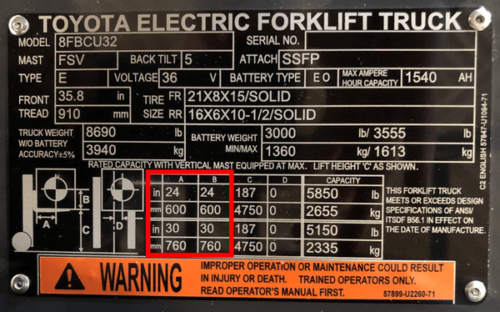 TOYOTA ELECTRIC FORKLIFT TRUCK
MODEL 8FBCU32 SERIAL NO.
MAST FSV BACK TILT 5 ATTACH SSFP
TYPE E VOLTAGE 36 V BATTERY TYPE E O MAX AMPERE HOUR CAPACITY 1540 AH
FRONT TREAD 35.8 in TIRE SIZE FR 21X8X15/SOLID
910 mm RR 16X6X10-1/2/SOLID
TRUCK WEIGHT W/O BATTERY ACCURACY±5% 8690 lb BATTERY WEIGHT MIN/MAX 3000 lb/ 3555 lb
3940 kg 1360 kg/ 1613 kg
RATED CAPACITY WITH VERTICAL MAST EQUIPPED AT MAX. LIFT HEIGHT 'C' AS SHOWN.
A B C D CAPACITY
in 24 24 187 0 5850 lb
mm 600 600 4750 0 2655 kg
in 30 30 187 0 5150 lb
mm 760 760 4750 0 2335 kg
A B C D
THIS FORKLIFT TRUCK
MEETS OR EXCEEDS DESIGN
SPECIFICATIONS OF ANSI/
ITSDF B56.1 IN EFFECT ON
THE DATE OF MANUFACTURE.
C2 ENGLISH 57847-U1094-71
WARNING
IMPROPER OPERATION OR MAINTENANCE COULD RESULT
IN INJURY OR DEATH. TRAINED OPERATORS ONLY.
READ OPERATOR'S MANUAL FIRST. 57899-U2260-71